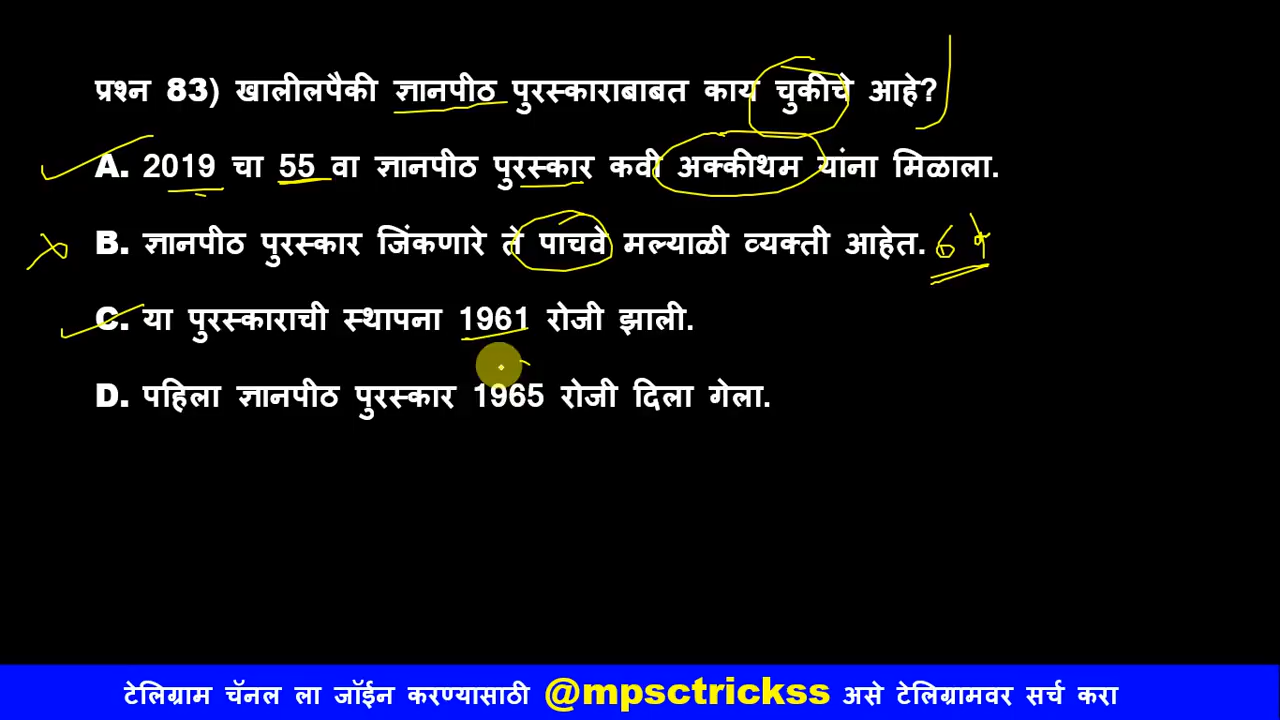 प्रश्न 83) खालीलपैकी ज्ञानपीठ पुरस्काराबाबत काय चुकीचे आहे?
A. 2019 चा 55 वा ज्ञानपीठ पुरस्कार कवी अक्कीथम यांना मिळाला.
B. ज्ञानपीठ पुरस्कार जिंकणारे ते पाचवे मल्याळी व्यक्ती आहेत. 6 वे
C. या पुरस्काराची स्थापना 1961 रोजी झाली.
D. पहिला ज्ञानपीठ पुरस्कार 1965 रोजी दिला गेला.
टेलिग्राम चॅनल ला जॉईन करण्यासाठी @mpsctrickss असे टेलिग्रामवर सर्च करा